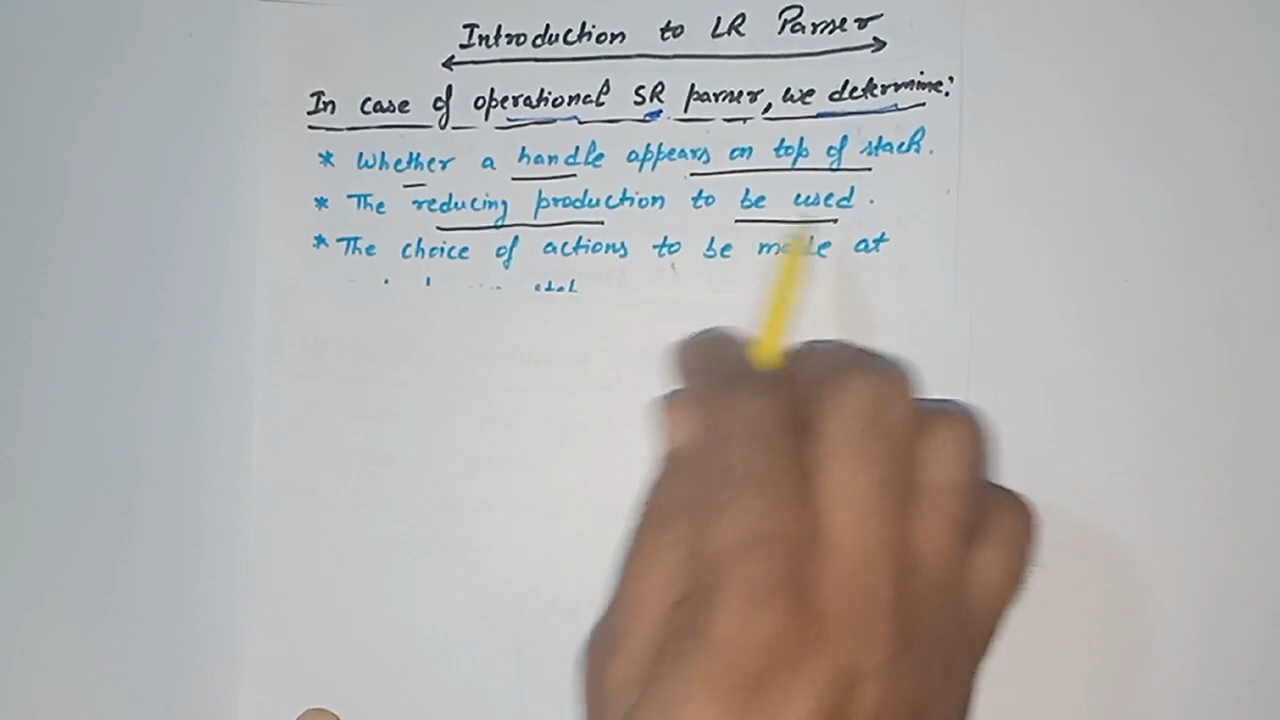 Introduction to LR Parser
In case of operational SR parser, we determine:
* Whether a handle appears on top of stack.
* The reducing production to be used.
* The choice of actions to be made at